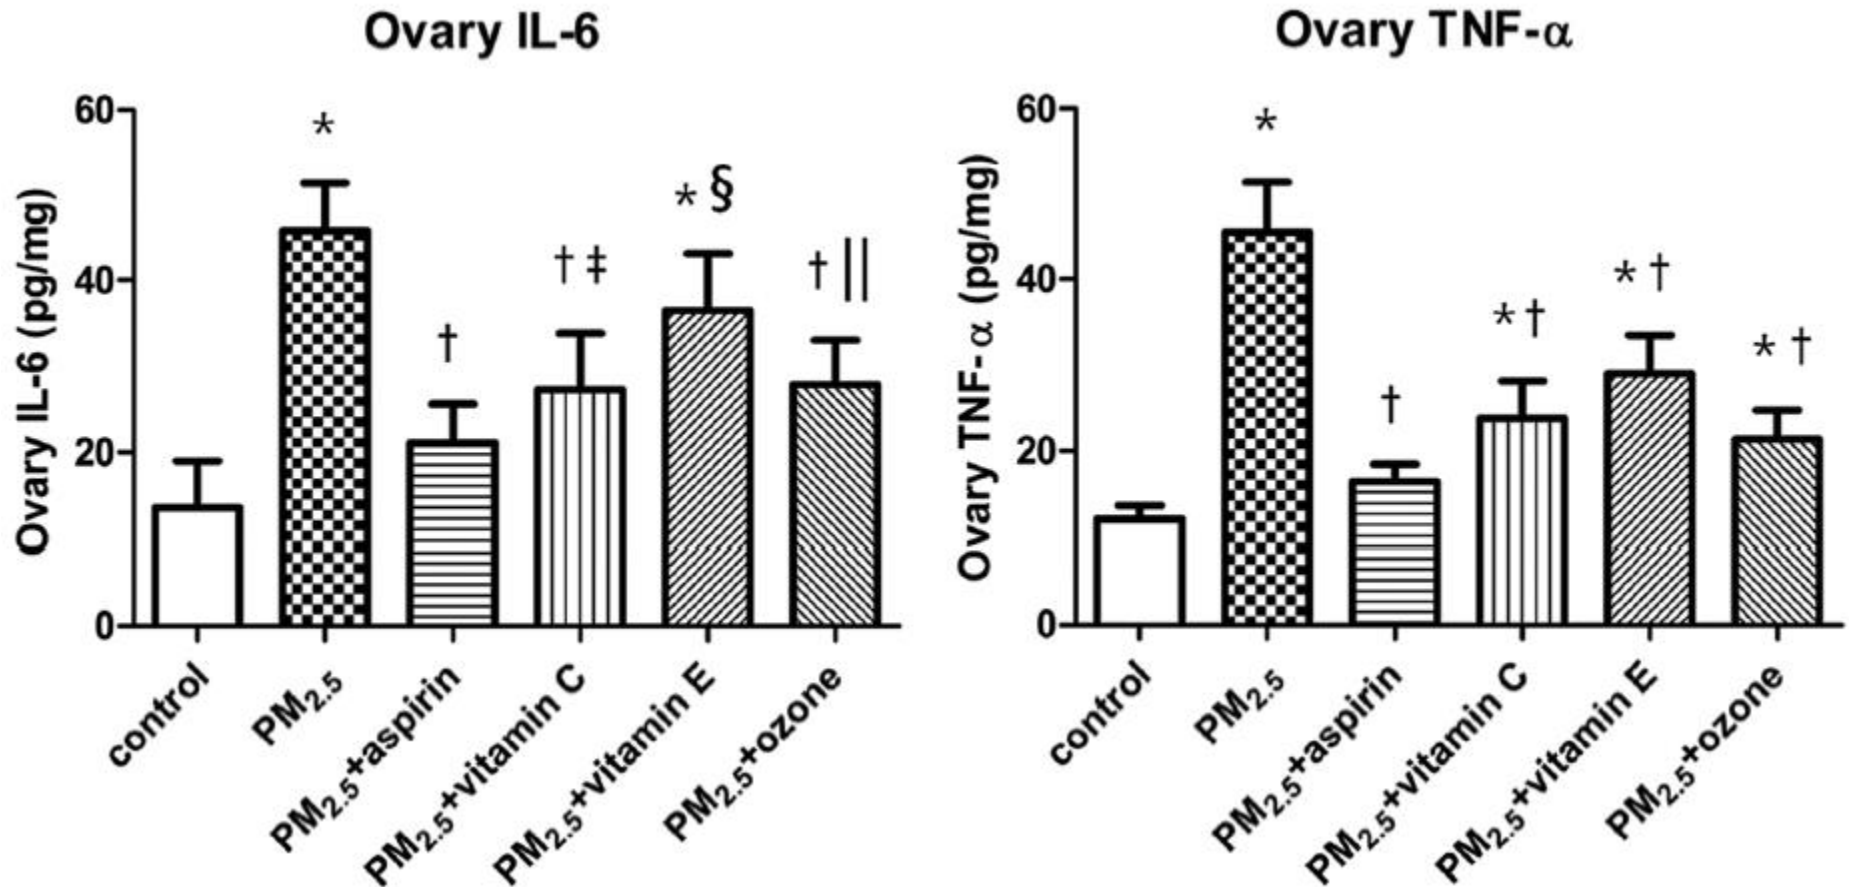 Ovary IL-6
Ovary IL-6 (pg/mg)
60
40
20
0
*
†
† ‡
* §
† ||
control
PM2.5
PM2.5+aspirin
PM2.5+vitamin C
PM2.5+vitamin E
PM2.5+ozone
Ovary TNF-α
Ovary TNF-α (pg/mg)
60
40
20
0
*
†
* †
* †
* †
control
PM2.5
PM2.5+aspirin
PM2.5+vitamin C
PM2.5+vitamin E
PM2.5+ozone